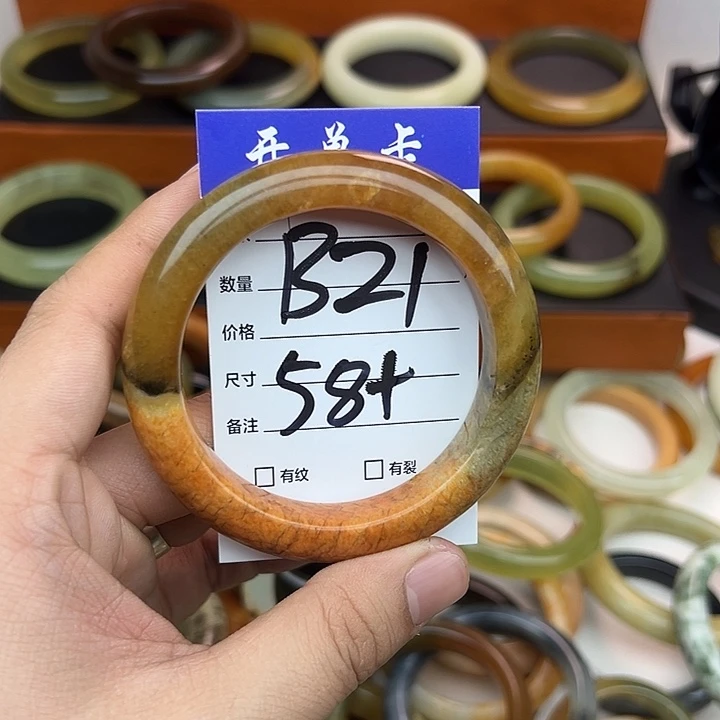 开单卡
数量 B21
价格
尺寸 58+
备注
□ 有纹 □ 有裂